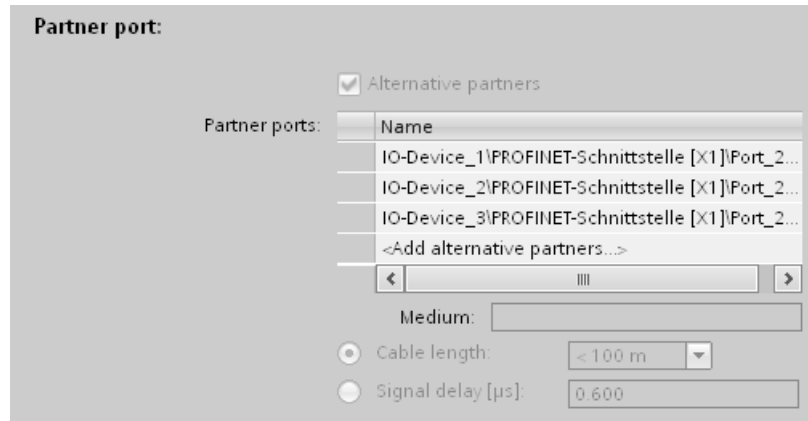 Partner port:
Alternative partners
Partner ports:
Name
IO-Device_1\PROFINET-Schnittstelle [X1]\Port_2...
IO-Device_2\PROFINET-Schnittstelle [X1]\Port_2...
IO-Device_3\PROFINET-Schnittstelle [X1]\Port_2...
<Add alternative partners...>
Medium:
Cable length: < 100 m
Signal delay [µs]: 0.600